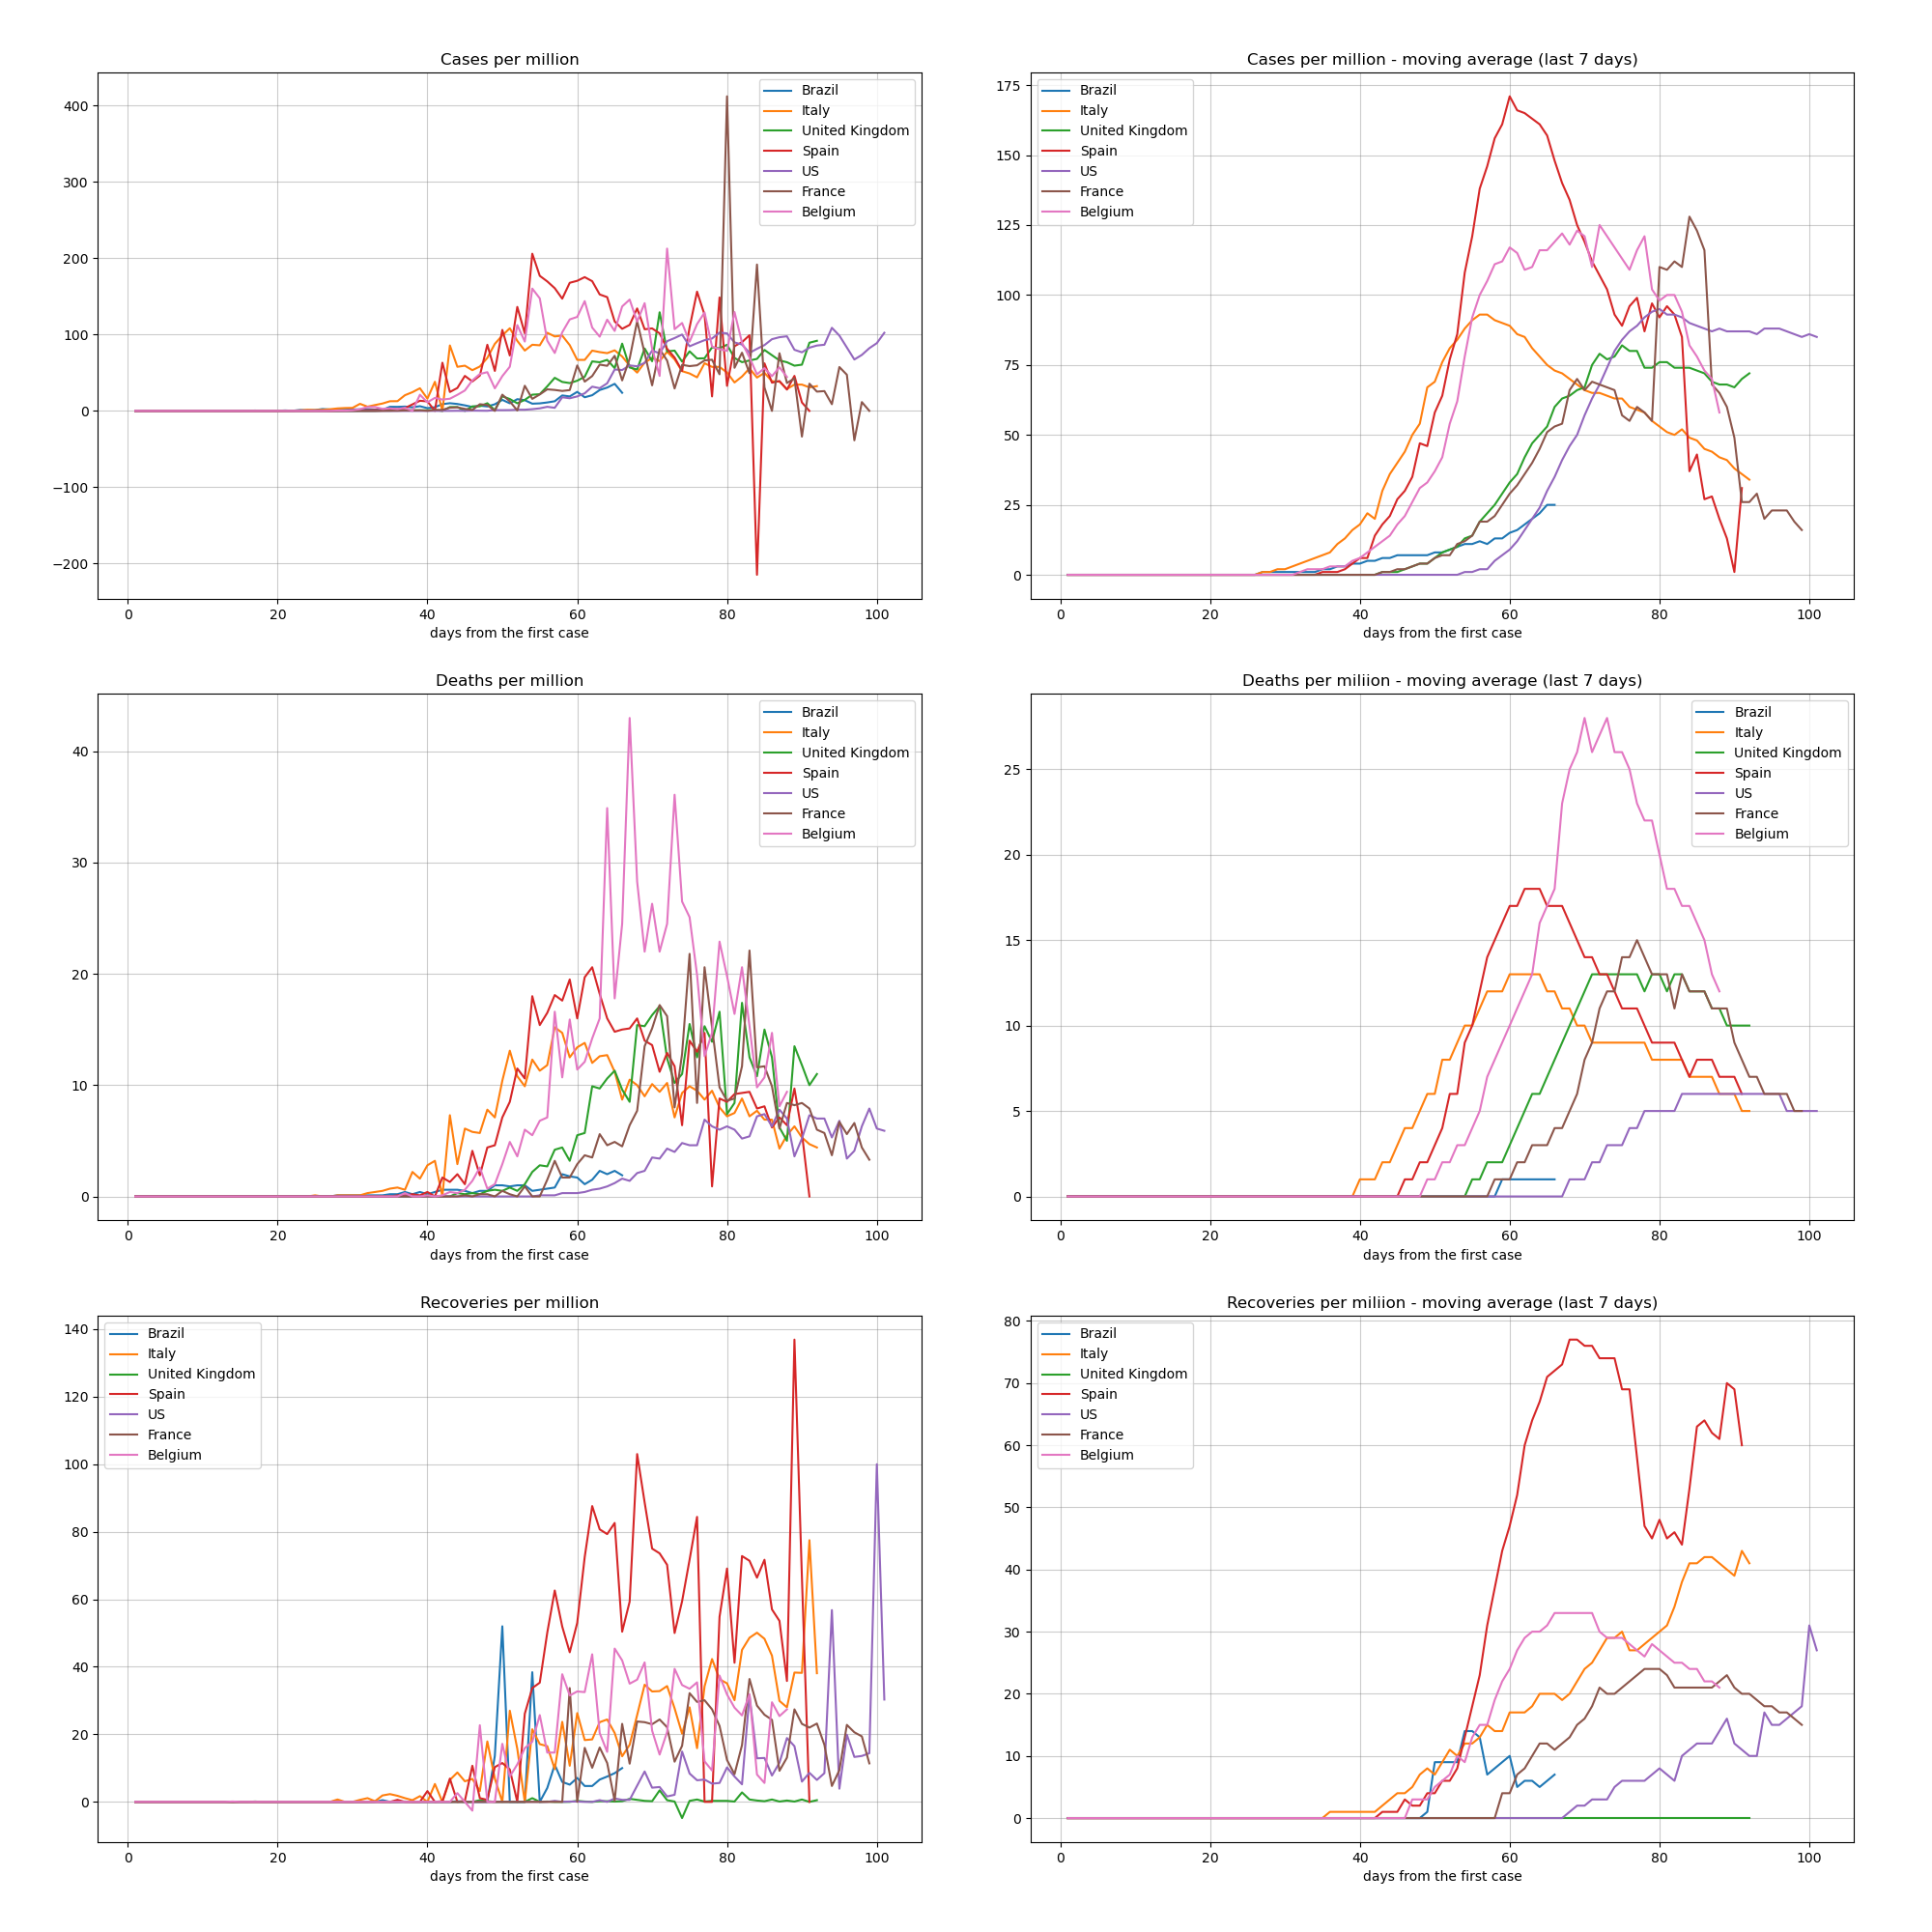 Cases per million
400
300
200
100
0
−100
−200
0 20 40 60 80 100
days from the first case
Brazil
Italy
United Kingdom
Spain
US
France
Belgium
Cases per million - moving average (last 7 days)
175
150
125
100
75
50
25
0
0 20 40 60 80 100
days from the first case
Brazil
Italy
United Kingdom
Spain
US
France
Belgium
Deaths per million
40
30
20
10
0
0 20 40 60 80 100
days from the first case
Brazil
Italy
United Kingdom
Spain
US
France
Belgium
Deaths per miliion - moving average (last 7 days)
25
20
15
10
5
0
0 20 40 60 80 100
days from the first case
Brazil
Italy
United Kingdom
Spain
US
France
Belgium
Recoveries per million
140
120
100
80
60
40
20
0
0 20 40 60 80 100
days from the first case
Brazil
Italy
United Kingdom
Spain
US
France
Belgium
Recoveries per miliion - moving average (last 7 days)
80
70
60
50
40
30
20
10
0
0 20 40 60 80 100
days from the first case
Brazil
Italy
United Kingdom
Spain
US
France
Belgium